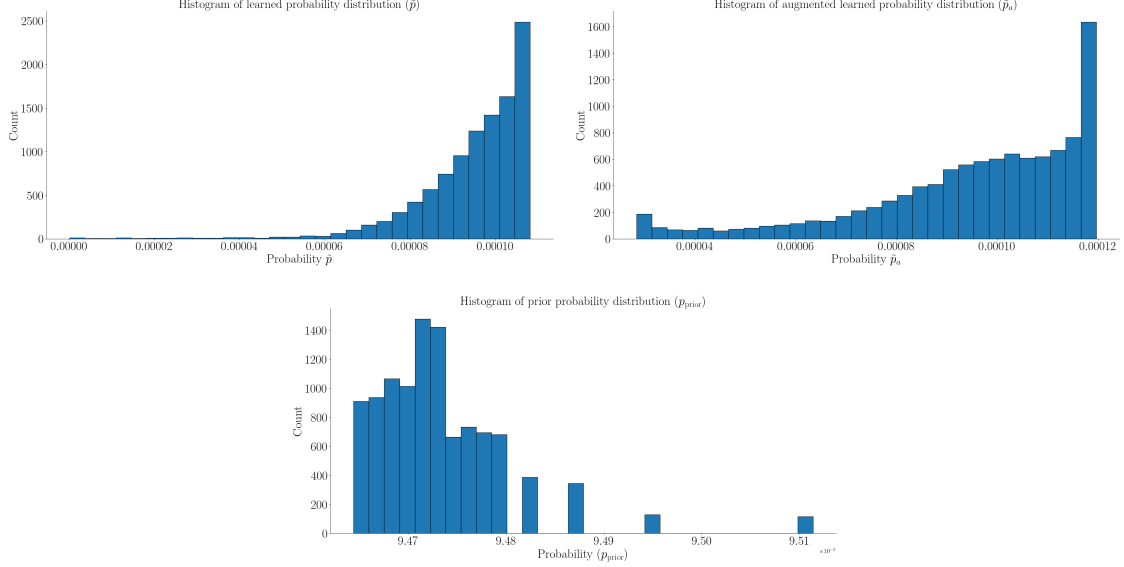 Histogram of learned probability distribution (p̃)
2500
2000
1500
1000
500
0
Count
0.00000 0.00002 0.00004 0.00006 0.00008 0.00010
Probability p̃
Histogram of augmented learned probability distribution (p̃ₐ)
1600
1400
1200
1000
800
600
400
200
0
Count
0.00004 0.00006 0.00008 0.00010 0.00012
Probability p̃ₐ
Histogram of prior probability distribution (p_prior)
1400
1200
1000
800
600
400
200
0
Count
9.47 9.48 9.49 9.50 9.51
Probability (p_prior)